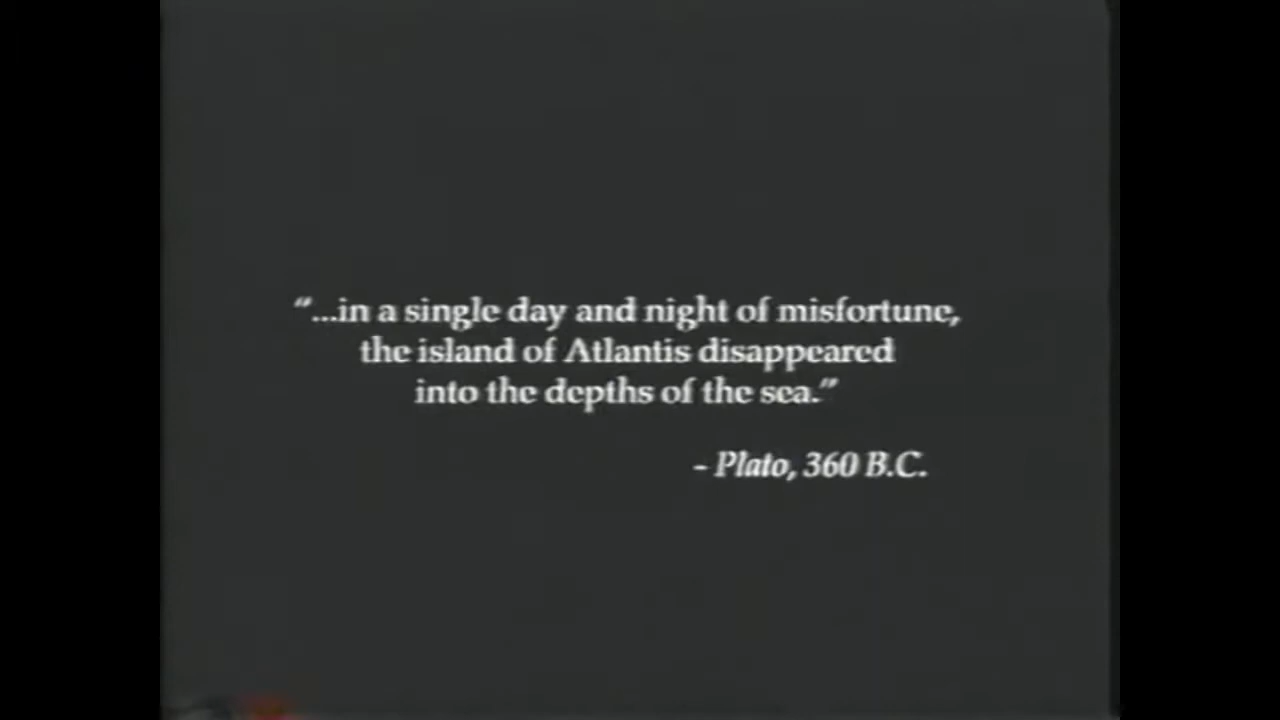 "...in a single day and night of misfortune,
the island of Atlantis disappeared
into the depths of the sea."
- Plato, 360 B.C.